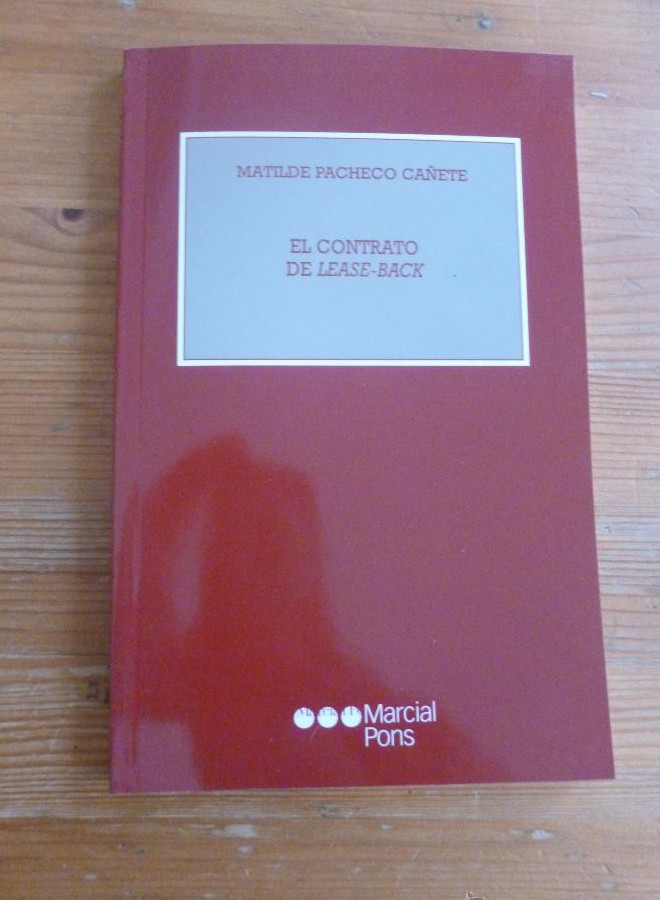 MATILDE PACHECO CAÑETE
EL CONTRATO
DE LEASE-BACK
Marcial
Pons